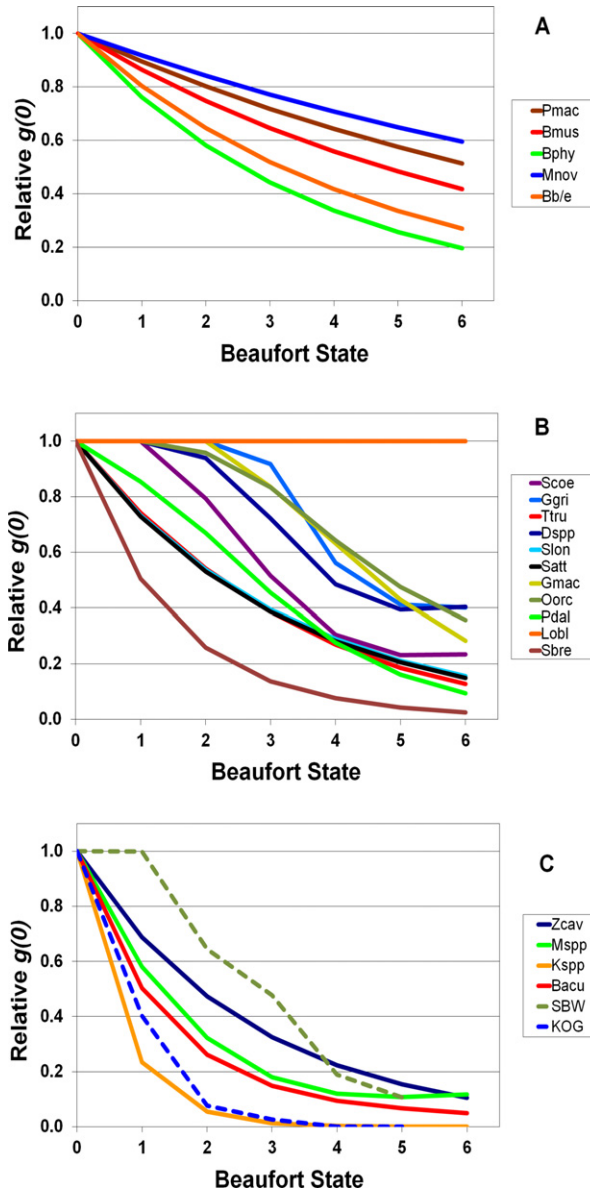 A
1.0
0.8
0.6
0.4
0.2
0.0
Relative g(0)
0 1 2 3 4 5 6
Beaufort State
Pmac
Bmus
Bphy
Mnov
Bb/e
B
1.0
0.8
0.6
0.4
0.2
0.0
Relative g(0)
0 1 2 3 4 5 6
Beaufort State
Scoe
Ggri
Ttru
Dspp
Slon
Satt
Gmac
Oorc
Pdal
Lobl
Sbre
C
1.0
0.8
0.6
0.4
0.2
0.0
Relative g(0)
0 1 2 3 4 5 6
Beaufort State
Zcav
Mspp
Kspp
Bacu
SBW
KOG